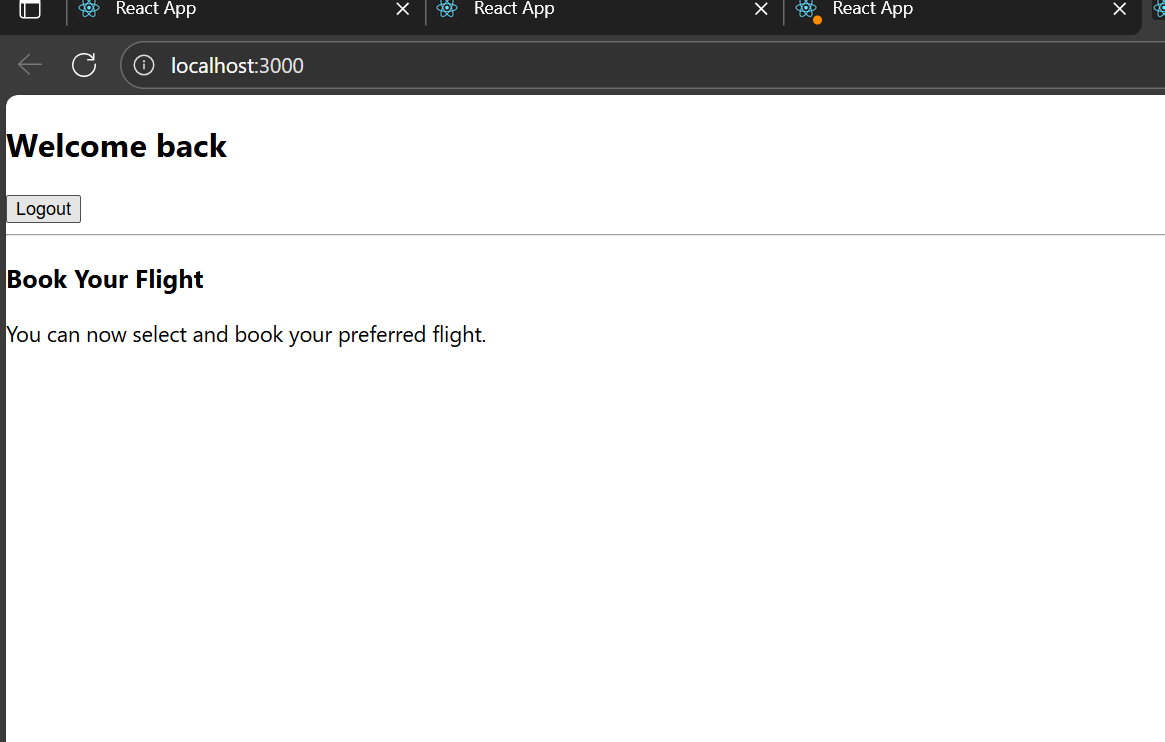 React App
React App
React App
localhost:3000
Welcome back
Logout
Book Your Flight
You can now select and book your preferred flight.